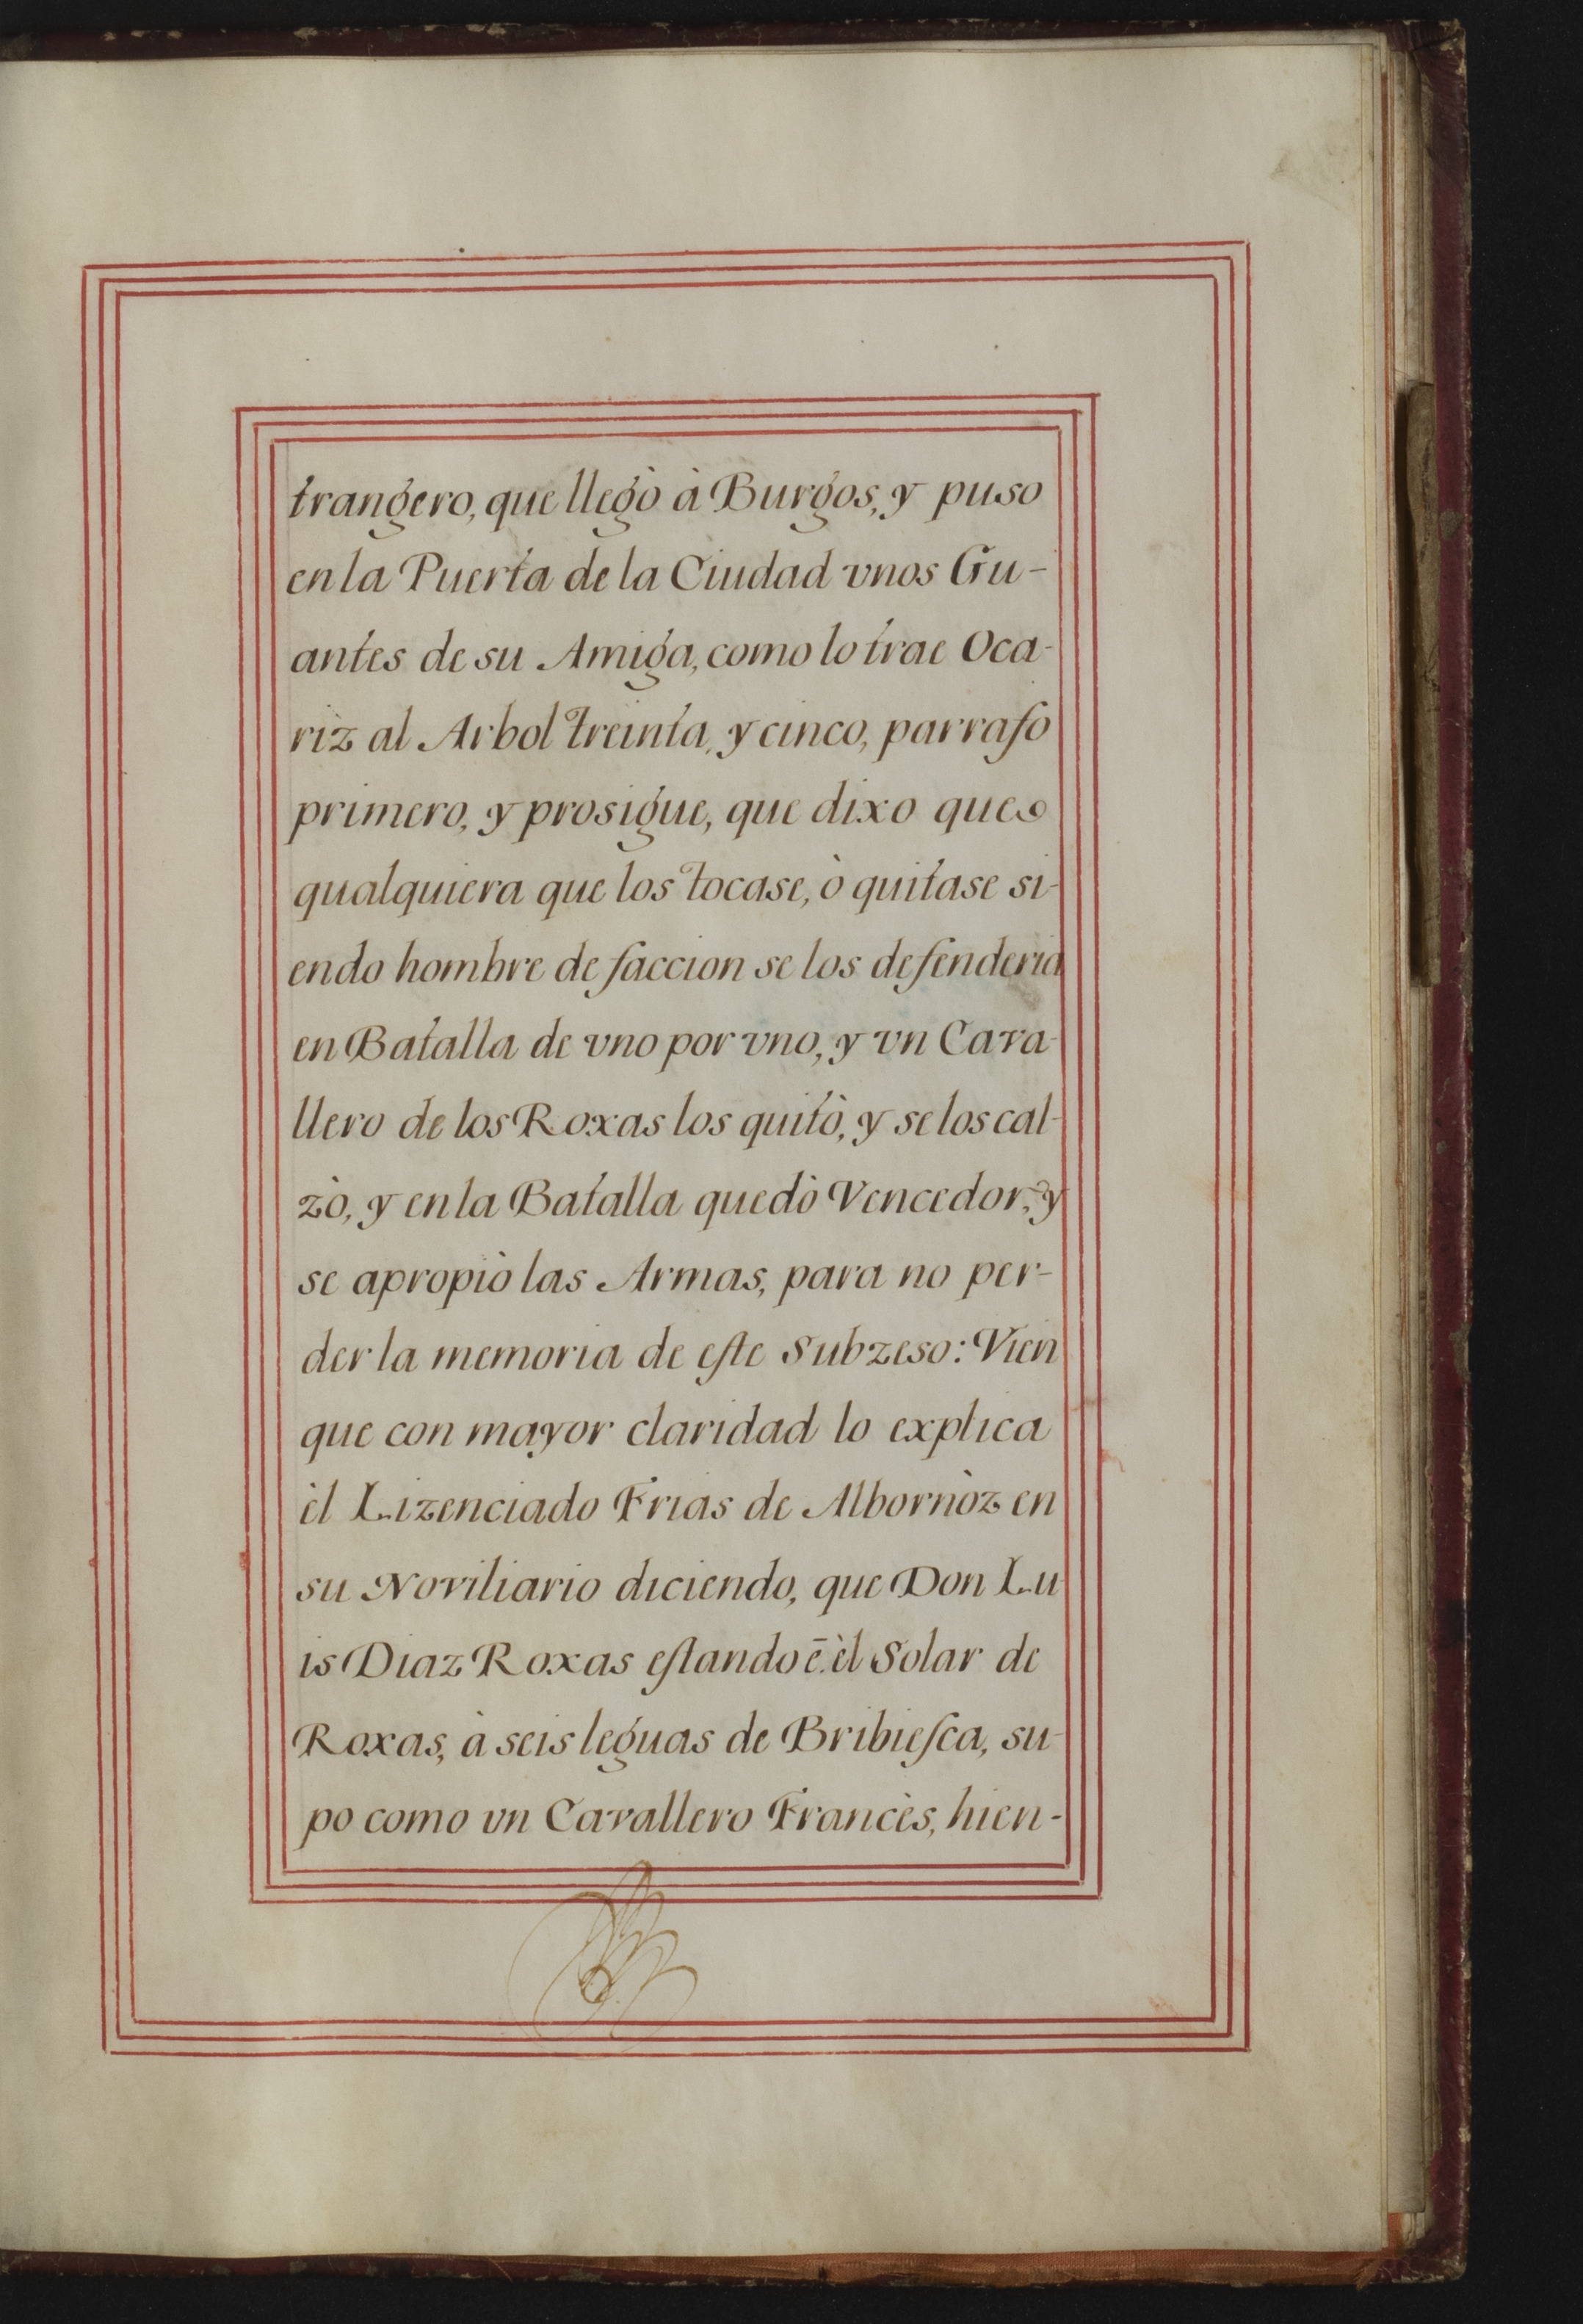 trangero, que llegò à Burgos, y puso
en la Puerta de la Ciudad vnos Gu-
antes de su Amiga, como lo trae Oca-
riz al Arbol treinta, y cinco, parrafo
primero, y prosigue, que dixo que
qualquiera que los tocase, ò quitase si-
endo hombre de faccion se los defenderia
en Batalla de vno por vno, y vn Cava-
llero de los Roxas los quitò, y se los cal-
zò, y en la Batalla quedò Vencedor, y
se apropiò las Armas, para no per-
der la memoria de eſte Subzeso: Vien
que con mayor claridad lo explica
èl Lizenciado Frias de Albornòz en
su Noviliario diciendo, que Don Lu
is Diaz Roxas eſtando ē èl Solar de
Roxas, à seis leguas de Bribieſca, su-
po como vn Cavallero Francès, hien-